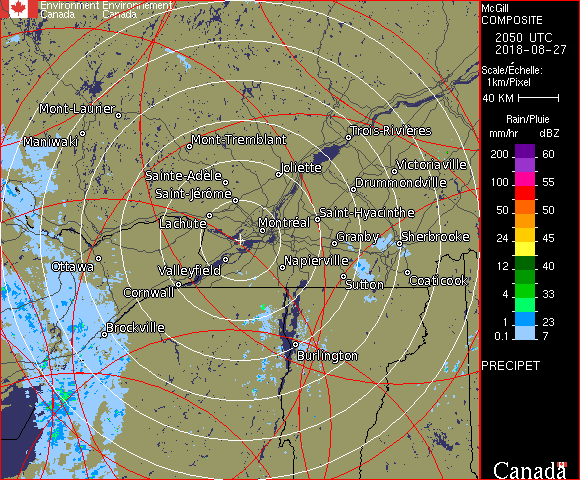 Environment Environnement
Canada Canada
McGill
COMPOSITE
2050 UTC
2018-08-27
Scale/Échelle:
1km/Pixel
40 KM
Rain/Pluie
mm/hr dBZ
200 60
100 55
50 50
24 45
12 40
4 33
1 23
0.1 7
PRECIPET
Canada
Mont-Laurier
Maniwaki
Mont-Tremblant
Trois-Rivières
Joliette
Victoriaville
Sainte-Adèle
Drummondville
Saint-Jérôme
Lachute
Montréal
Saint-Hyacinthe
Granby
Sherbrooke
Ottawa
Valleyfield
Napierville
Cornwall
Sutton
Coaticook
Brockville
Burlington